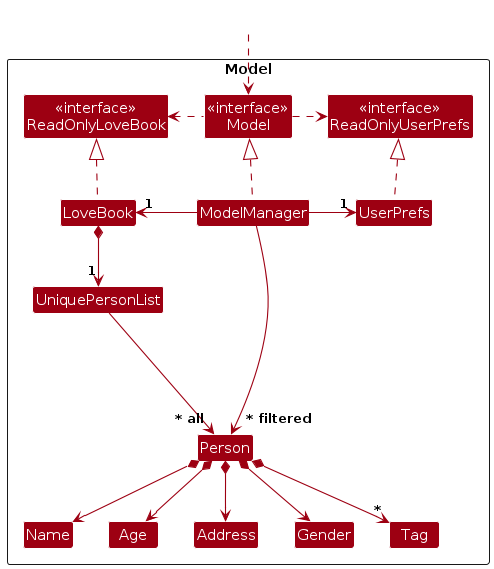 Model
«interface»
ReadOnlyLoveBook
«interface»
Model
«interface»
ReadOnlyUserPrefs
LoveBook
1
ModelManager
1
UserPrefs
1
UniquePersonList
* all
* filtered
Person
*
Name
Age
Address
Gender
Tag